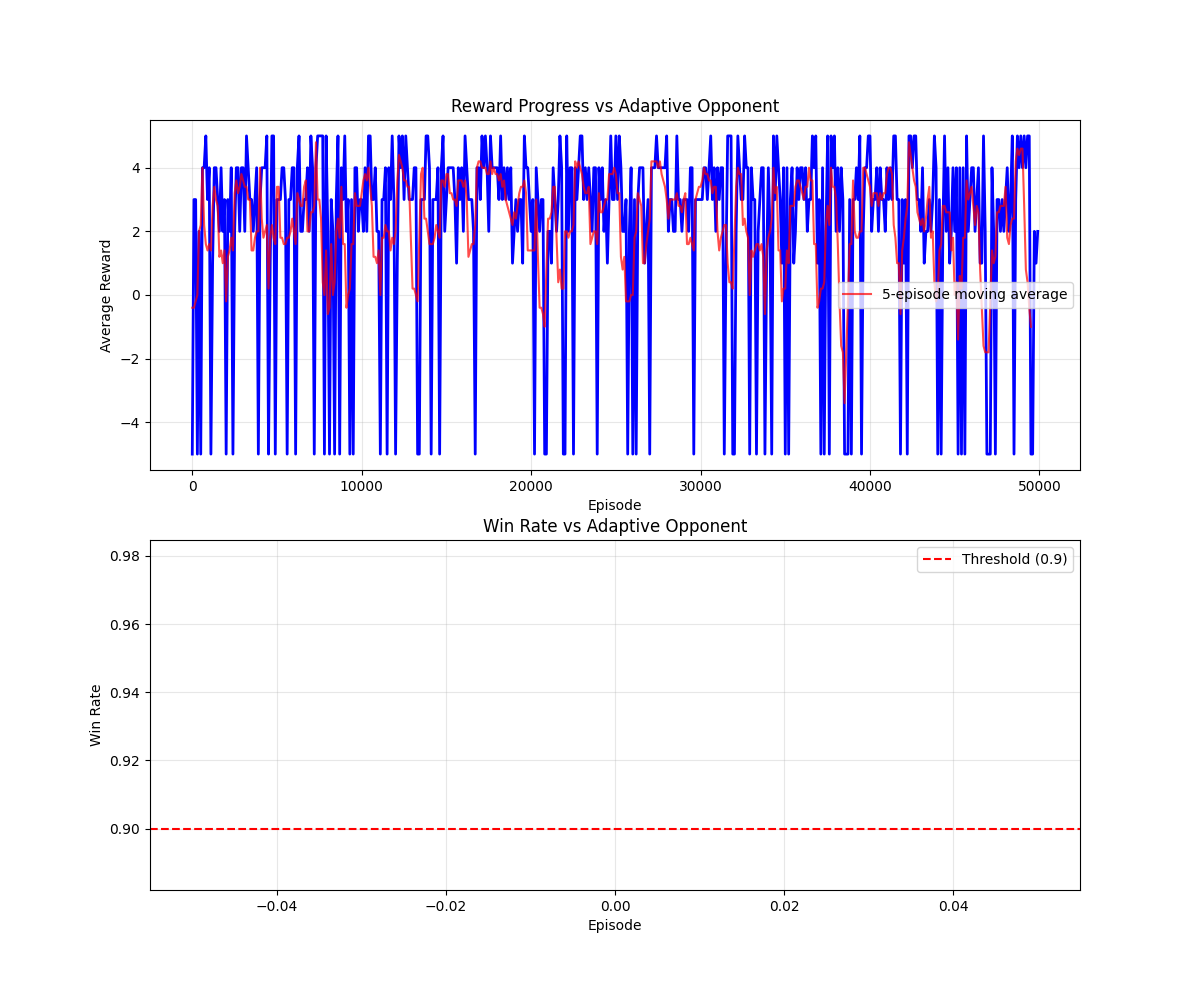 Reward Progress vs Adaptive Opponent
Average Reward
4
2
0
−2
−4
5-episode moving average
0
10000
20000
30000
40000
50000
Episode
Win Rate vs Adaptive Opponent
Win Rate
0.98
0.96
0.94
0.92
0.90
Threshold (0.9)
−0.04
−0.02
0.00
0.02
0.04
Episode